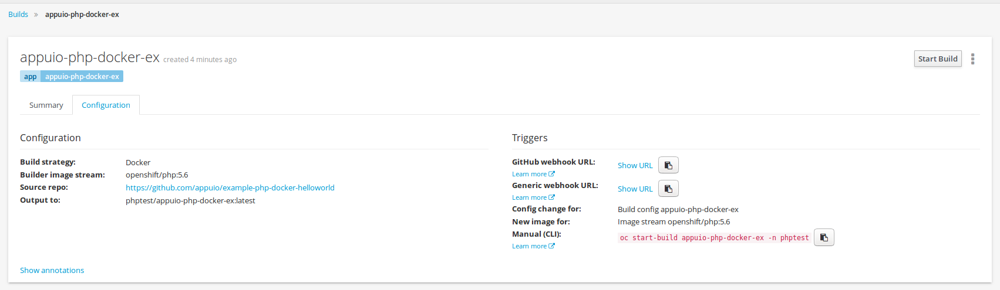 Builds » appuio-php-docker-ex
appuio-php-docker-ex created 4 minutes ago
Start Build
app appuio-php-docker-ex
Summary Configuration
Configuration
Build strategy: Docker
Builder image stream: openshift/php:5.6
Source repo: https://github.com/appuio/example-php-docker-helloworld
Output to: phptest/appuio-php-docker-ex:latest
Show annotations
Triggers
GitHub webhook URL: Show URL
Learn more
Generic webhook URL: Show URL
Learn more
Config change for: Build config appuio-php-docker-ex
New image for: Image stream openshift/php:5.6
Manual (CLI): oc start-build appuio-php-docker-ex -n phptest
Learn more